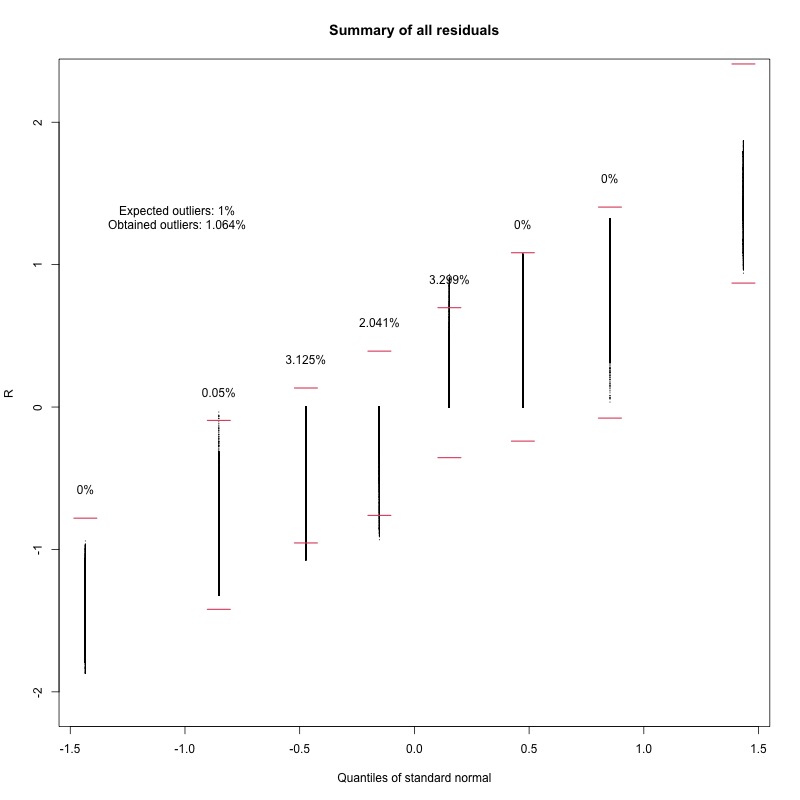 Summary of all residuals
2
0%
Expected outliers: 1%
Obtained outliers: 1.064%
0%
1
3.299%
2.041%
3.125%
0.05%
R
0
0%
-1
-2
-1.5 -1.0 -0.5 0.0 0.5 1.0 1.5
Quantiles of standard normal